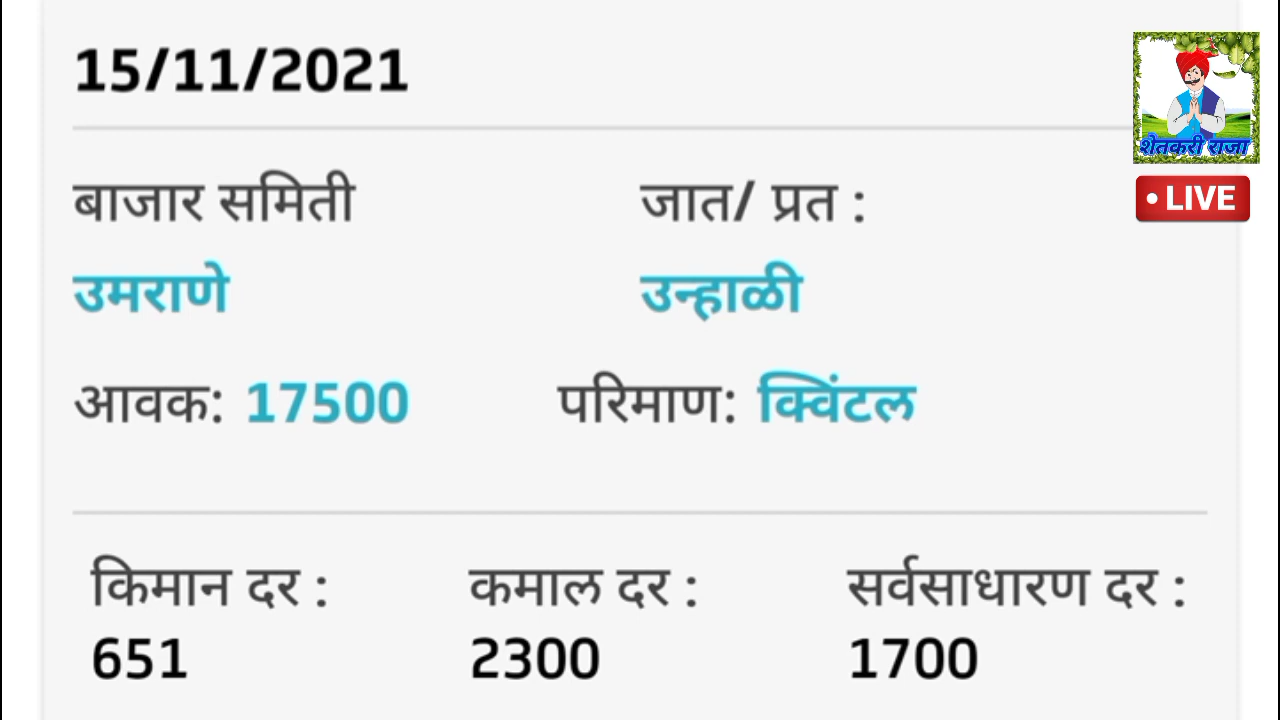 15/11/2021
शेतकरी राजा
• LIVE
बाजार समिती जात/ प्रत :
उमराणे उन्हाळी
आवक: 17500 परिमाण: क्विंटल
किमान दर : कमाल दर : सर्वसाधारण दर :
651 2300 1700